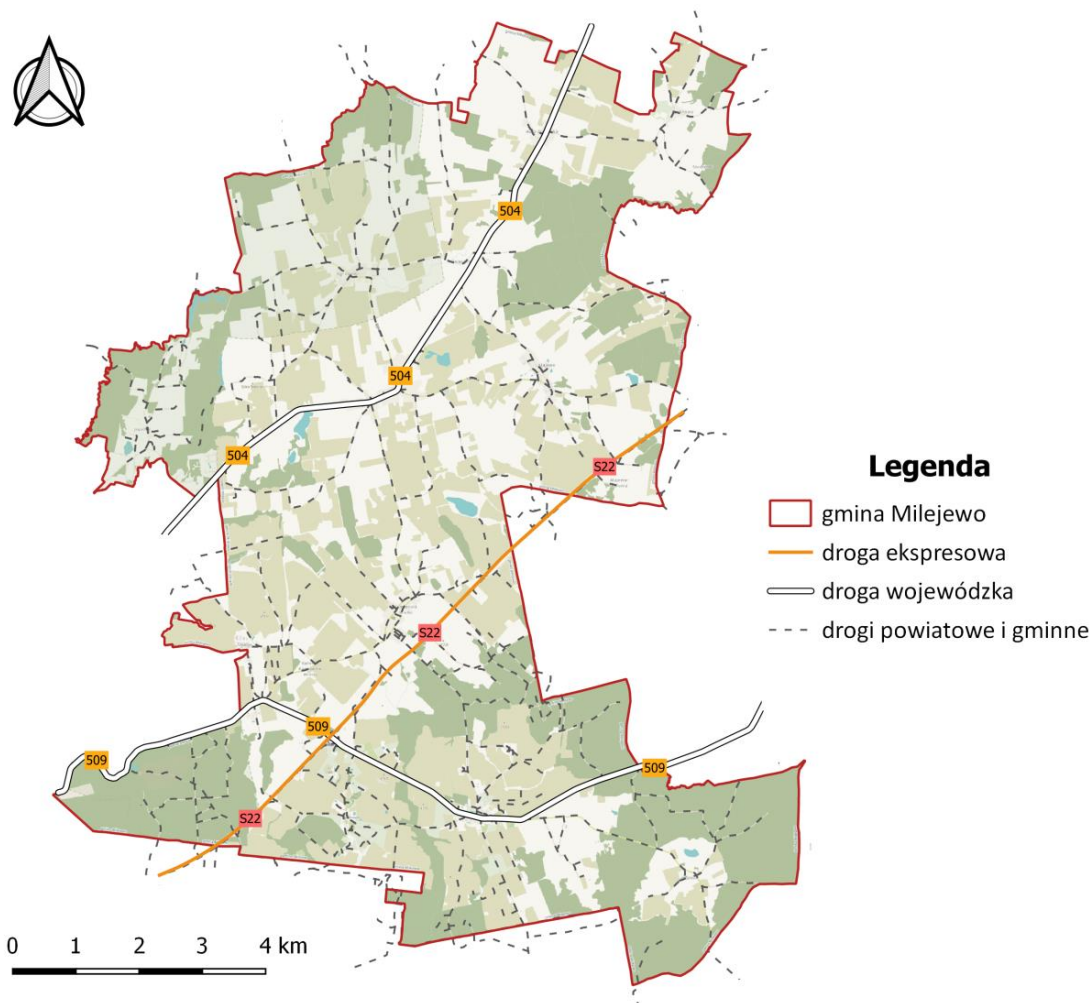 504
504
504
S22
S22
509
509
509
S22
Legenda
gmina Milejewo
droga ekspresowa
droga wojewódzka
drogi powiatowe i gminne
0 1 2 3 4 km